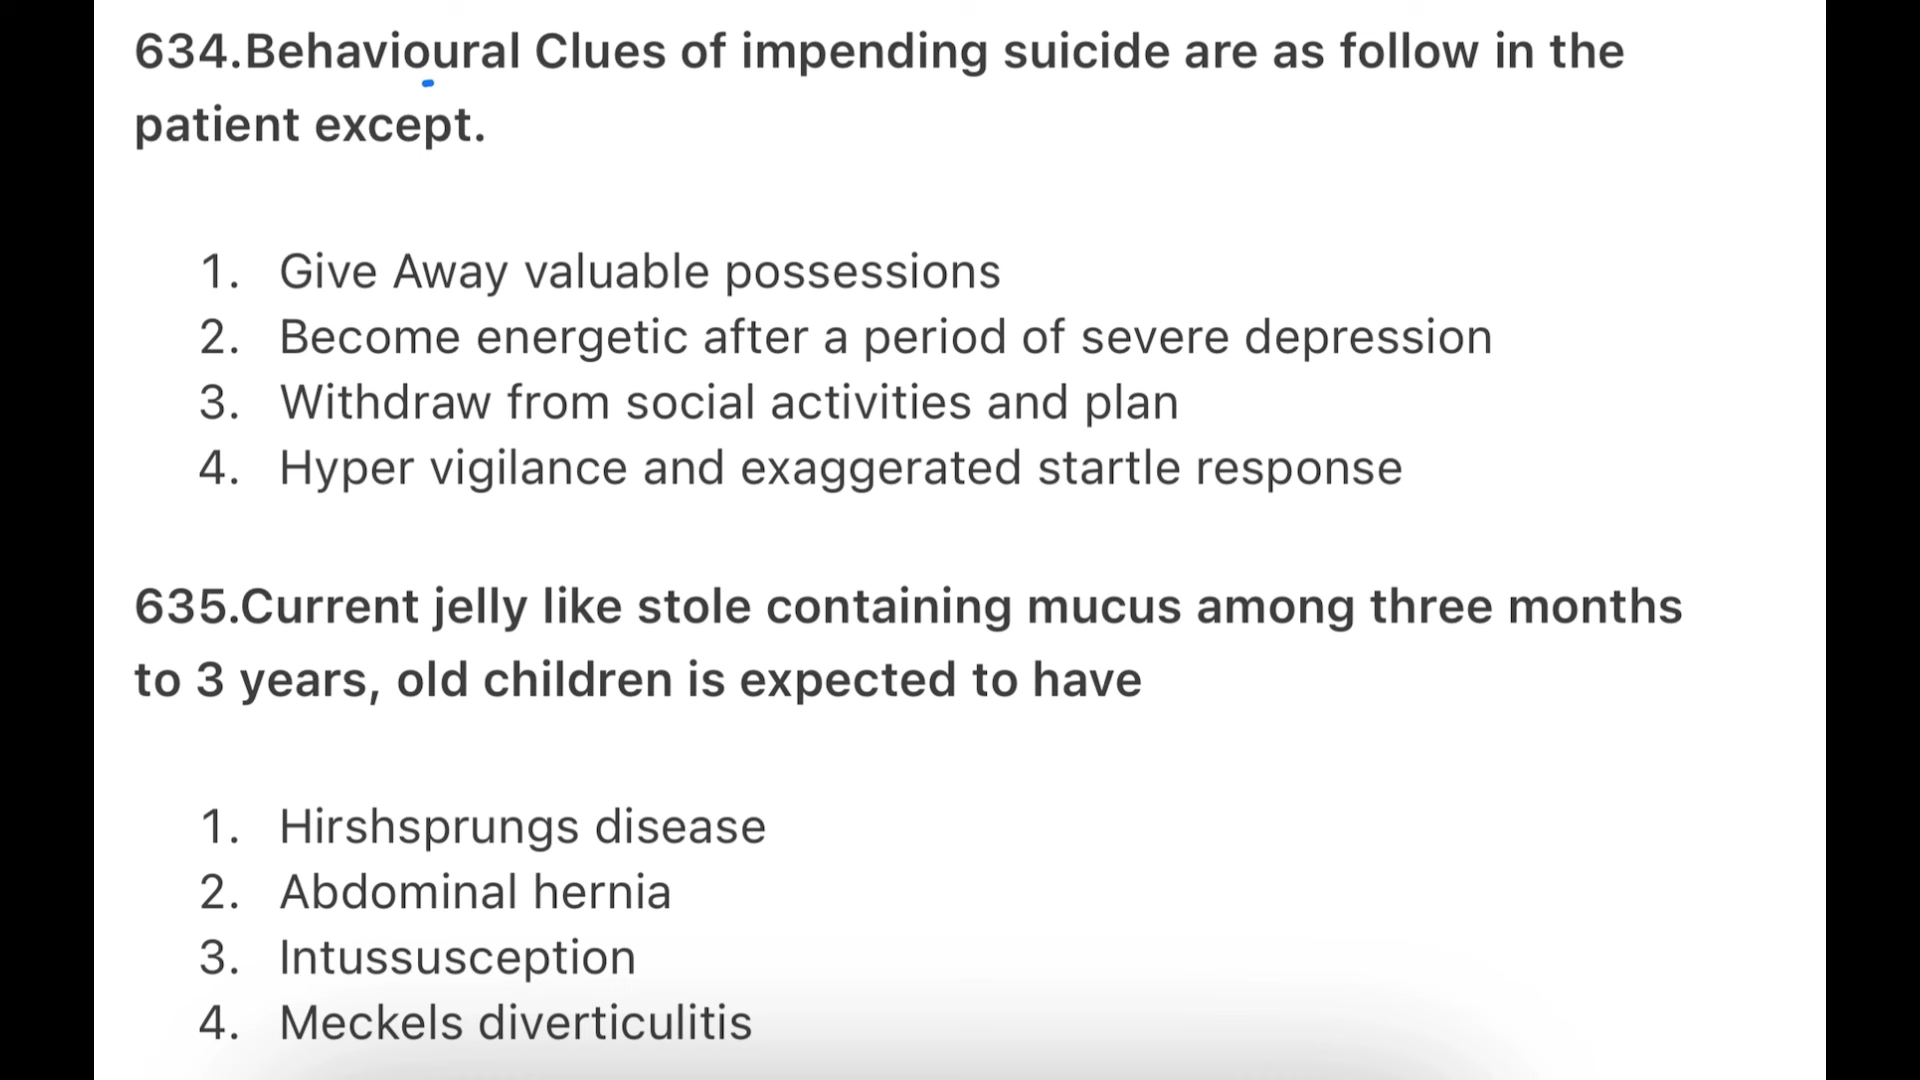 634.Behavioural Clues of impending suicide are as follow in the
patient except.
1. Give Away valuable possessions
2. Become energetic after a period of severe depression
3. Withdraw from social activities and plan
4. Hyper vigilance and exaggerated startle response
635.Current jelly like stole containing mucus among three months
to 3 years, old children is expected to have
1. Hirshsprungs disease
2. Abdominal hernia
3. Intussusception
4. Meckels diverticulitis